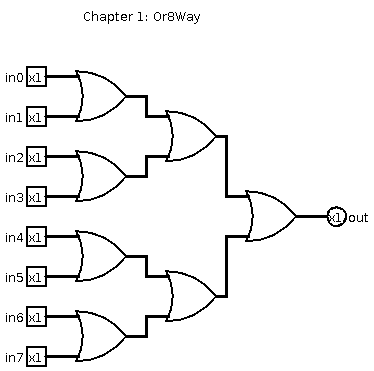 Chapter 1: Or8Way
in0 x1
in1 x1
in2 x1
in3 x1
in4 x1
in5 x1
in6 x1
in7 x1
x1 out